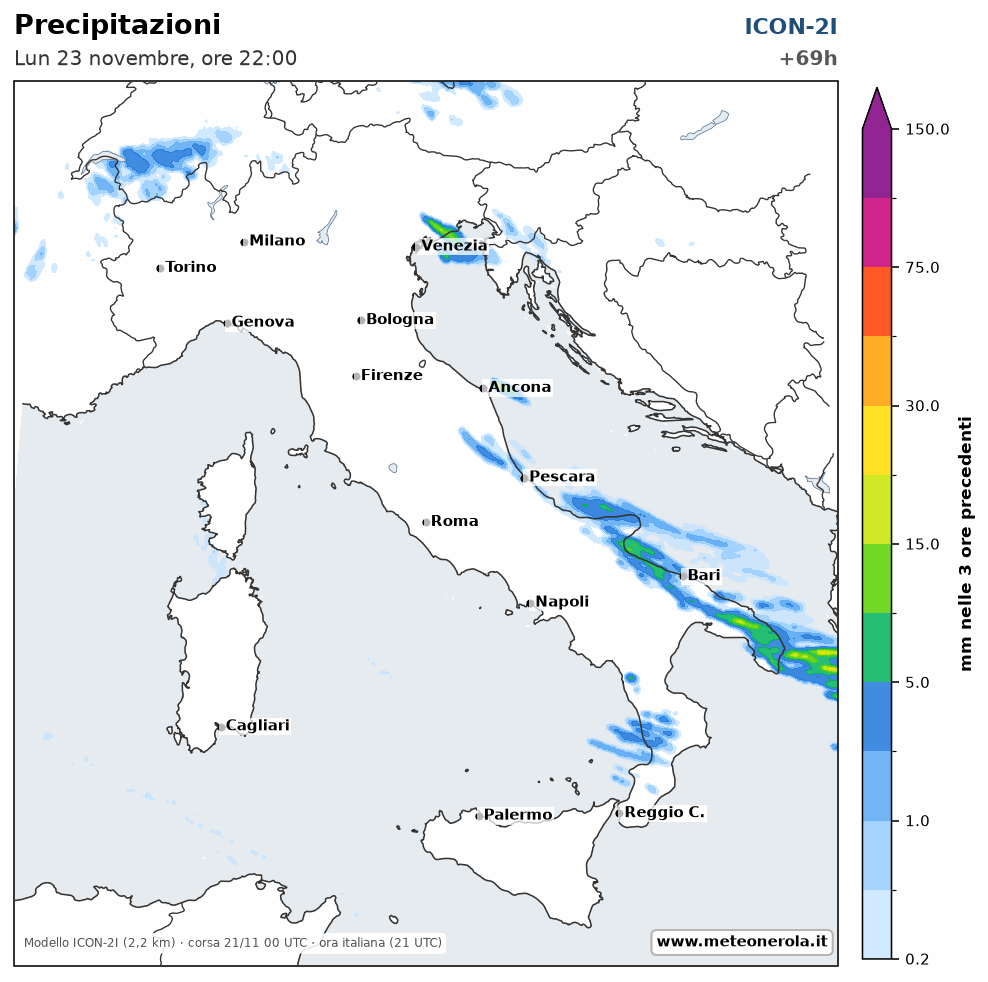 Precipitazioni
ICON-2I
Lun 23 novembre, ore 22:00
+69h
150.0
75.0
30.0
15.0
5.0
1.0
0.2
mm nelle 3 ore precedenti
Milano
Venezia
Torino
Genova
Bologna
Firenze
Ancona
Pescara
Roma
Bari
Napoli
Cagliari
Palermo
Reggio C.
Modello ICON-2I (2,2 km) · corsa 21/11 00 UTC · ora italiana (21 UTC)
www.meteonerola.it